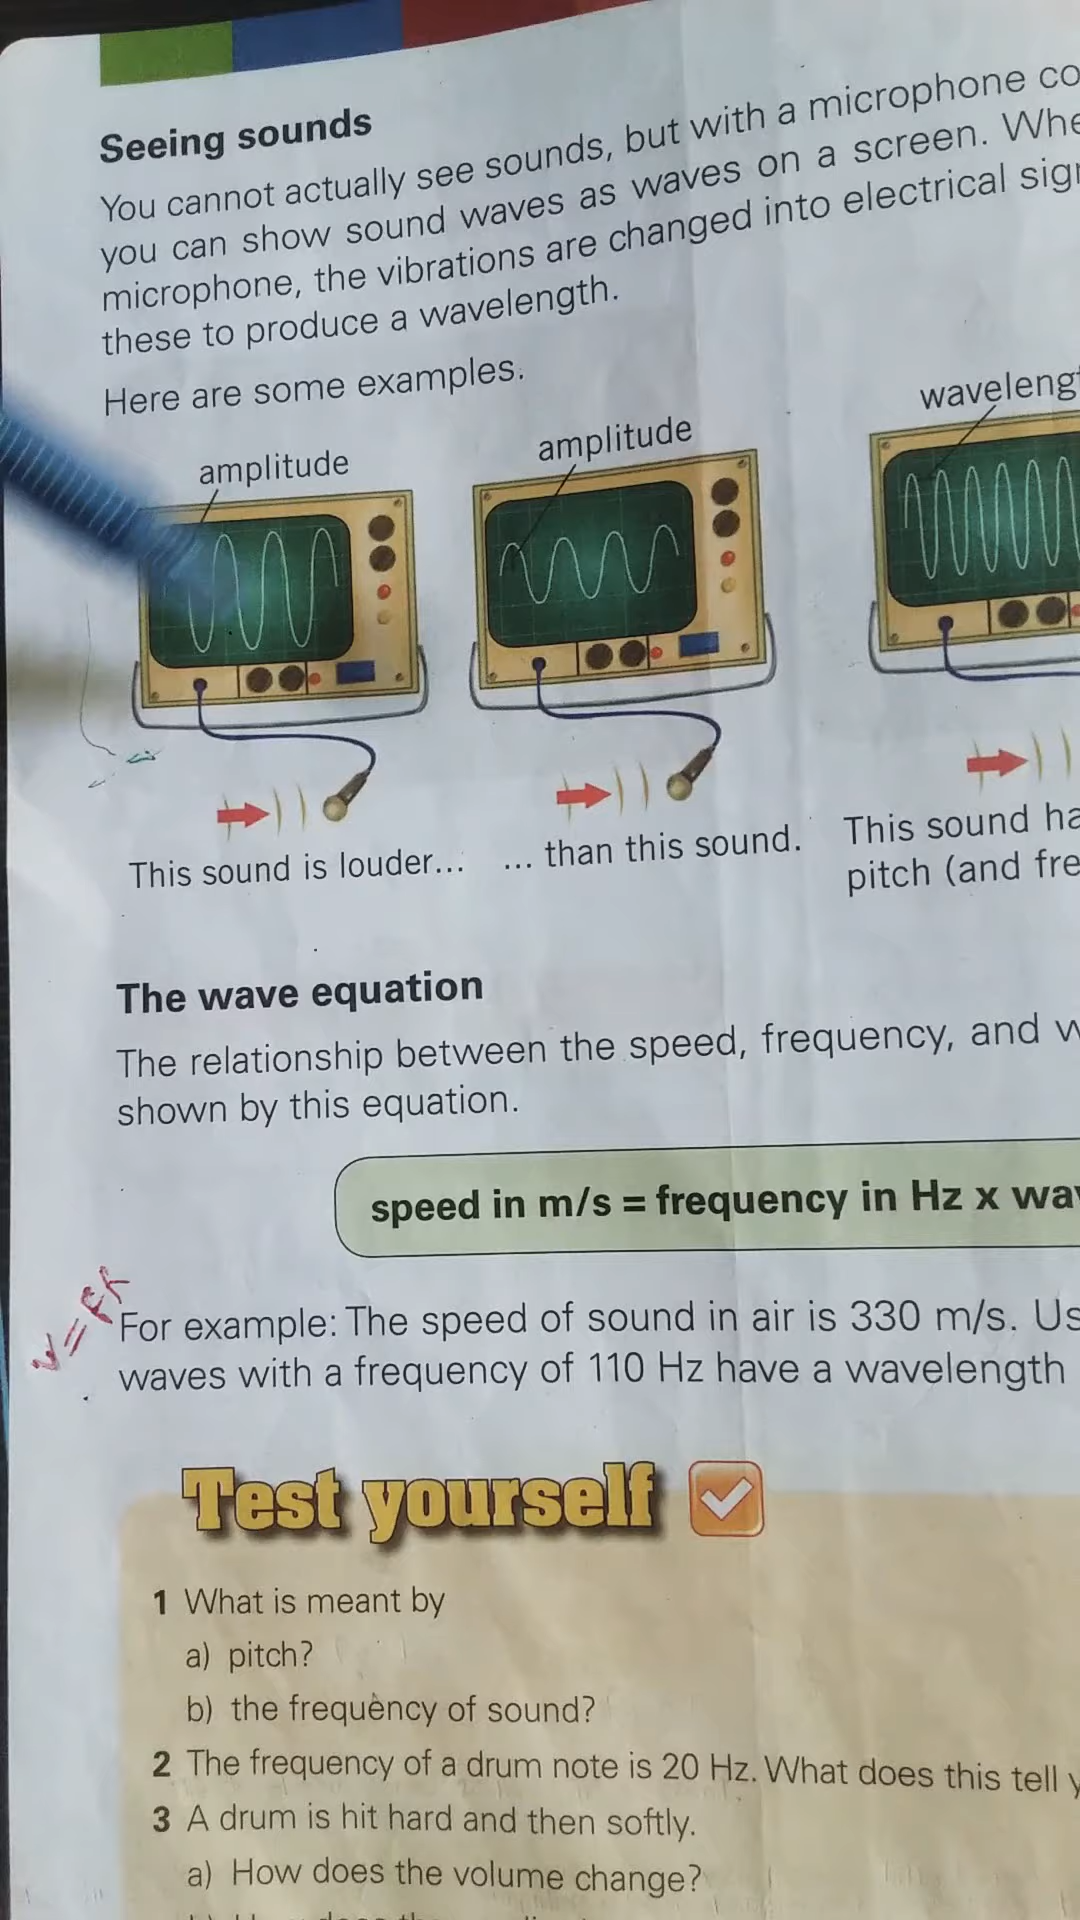 Seeing sounds
You cannot actually see sounds, but with a microphone co
you can show sound waves as waves on a screen. Whe
microphone, the vibrations are changed into electrical sign
these to produce a wavelength.
Here are some examples.
amplitude
amplitude
waveleng
This sound is louder...
... than this sound.
This sound ha
pitch (and fre
The wave equation
The relationship between the speed, frequency, and w
shown by this equation.
speed in m/s = frequency in Hz x wav
For example: The speed of sound in air is 330 m/s. Us
waves with a frequency of 110 Hz have a wavelength
Test yourself
1 What is meant by
a) pitch?
b) the frequency of sound?
2 The frequency of a drum note is 20 Hz. What does this tell y
3 A drum is hit hard and then softly.
a) How does the volume change?